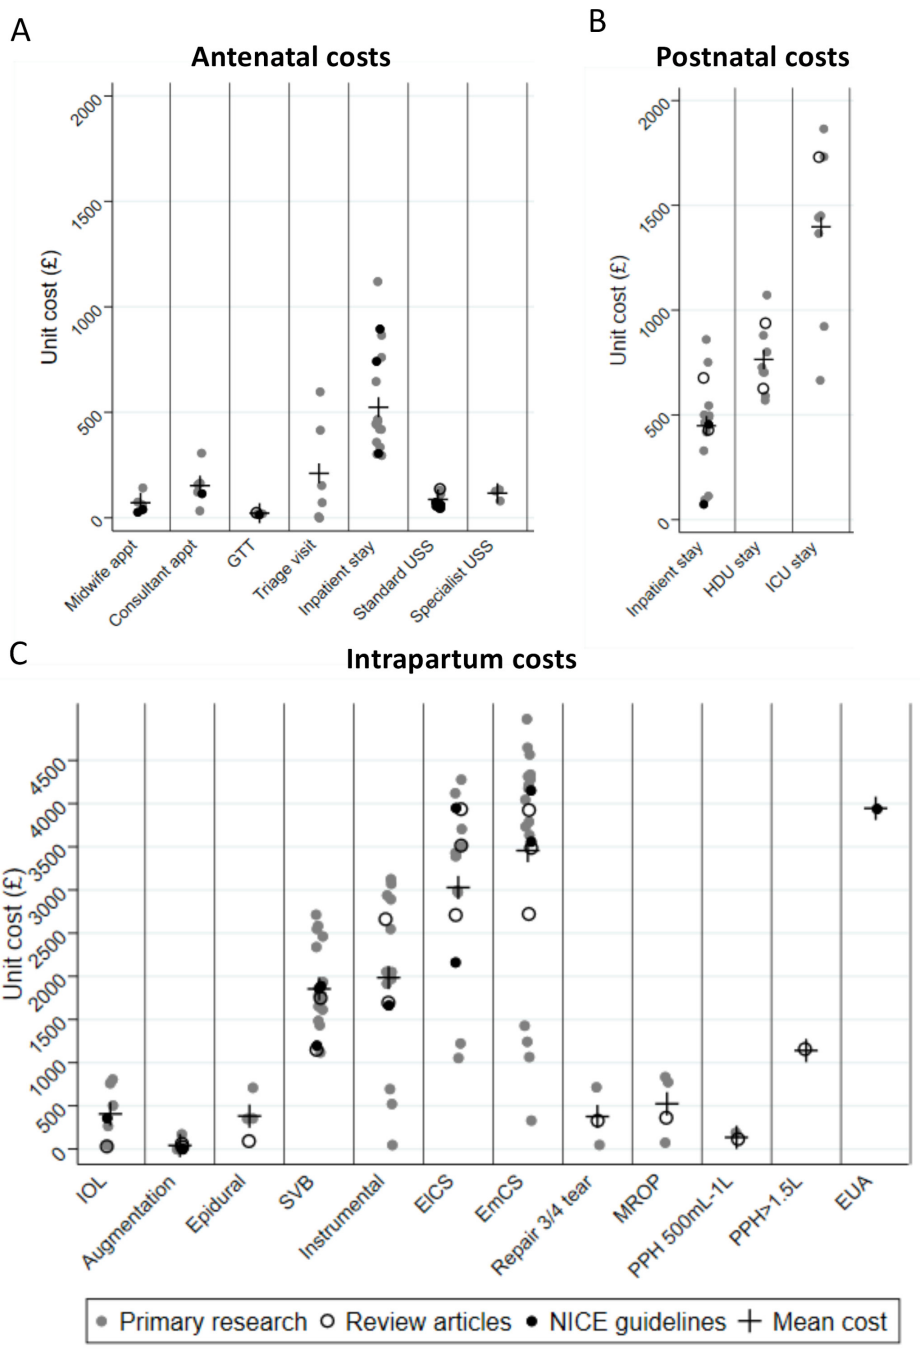 A
Antenatal costs
Unit cost (£)
2000
1500
1000
500
0
Midwife appt
Consultant appt
GTT
Triage visit
Inpatient stay
Standard USS
Specialist USS
B
Postnatal costs
Unit cost (£)
2000
1500
1000
500
0
Inpatient stay
HDU stay
ICU stay
C
Intrapartum costs
Unit cost (£)
4500
4000
3500
3000
2500
2000
1500
1000
500
0
IOL
Augmentation
Epidural
SVB
Instrumental
ElCS
EmCS
Repair 3/4 tear
MROP
PPH 500mL-1L
PPH>1.5L
EUA
Primary research Review articles NICE guidelines Mean cost